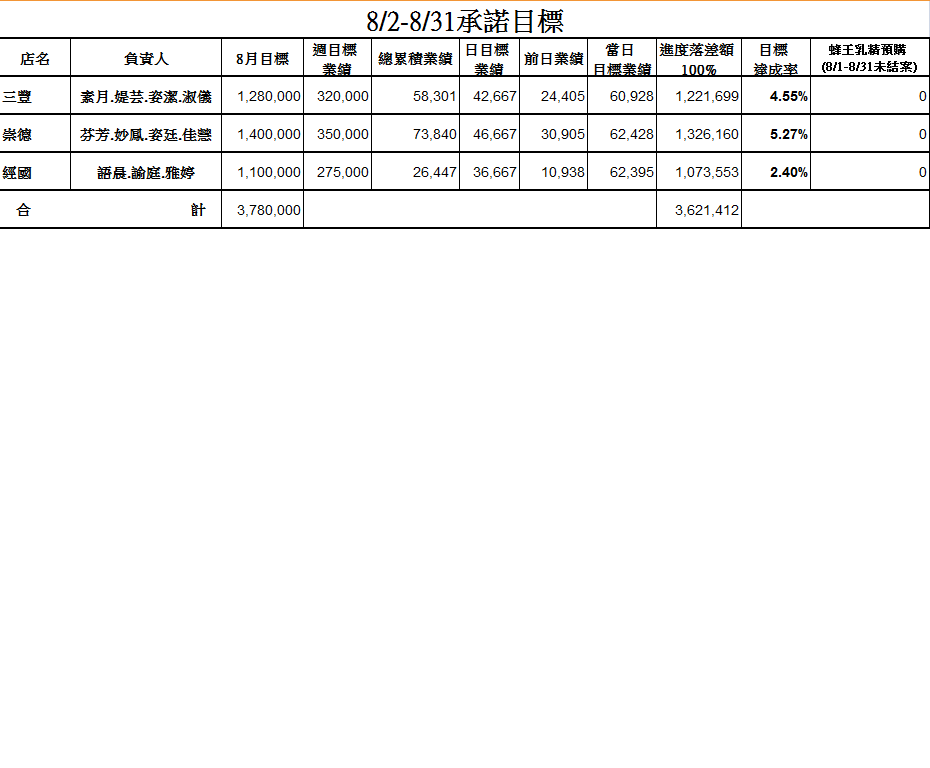 8/2-8/31承諾目標
店名 負責人 8月目標 週目標業績 總累積業績 日目標業績 前日業績 當日目標業績 進度落差額100% 目標達成率 蜂王乳精預購(8/1-8/31未結案)
三豐 素月.媞芸.姿潔.淑儀 1,280,000 320,000 58,301 42,667 24,405 60,928 1,221,699 4.55% 0
崇德 芬芳.妙鳳.姿廷.佳慧 1,400,000 350,000 73,840 46,667 30,905 62,428 1,326,160 5.27% 0
經國 語晨.諭庭.雅婷 1,100,000 275,000 26,447 36,667 10,938 62,395 1,073,553 2.40% 0
合計 3,780,000 3,621,412